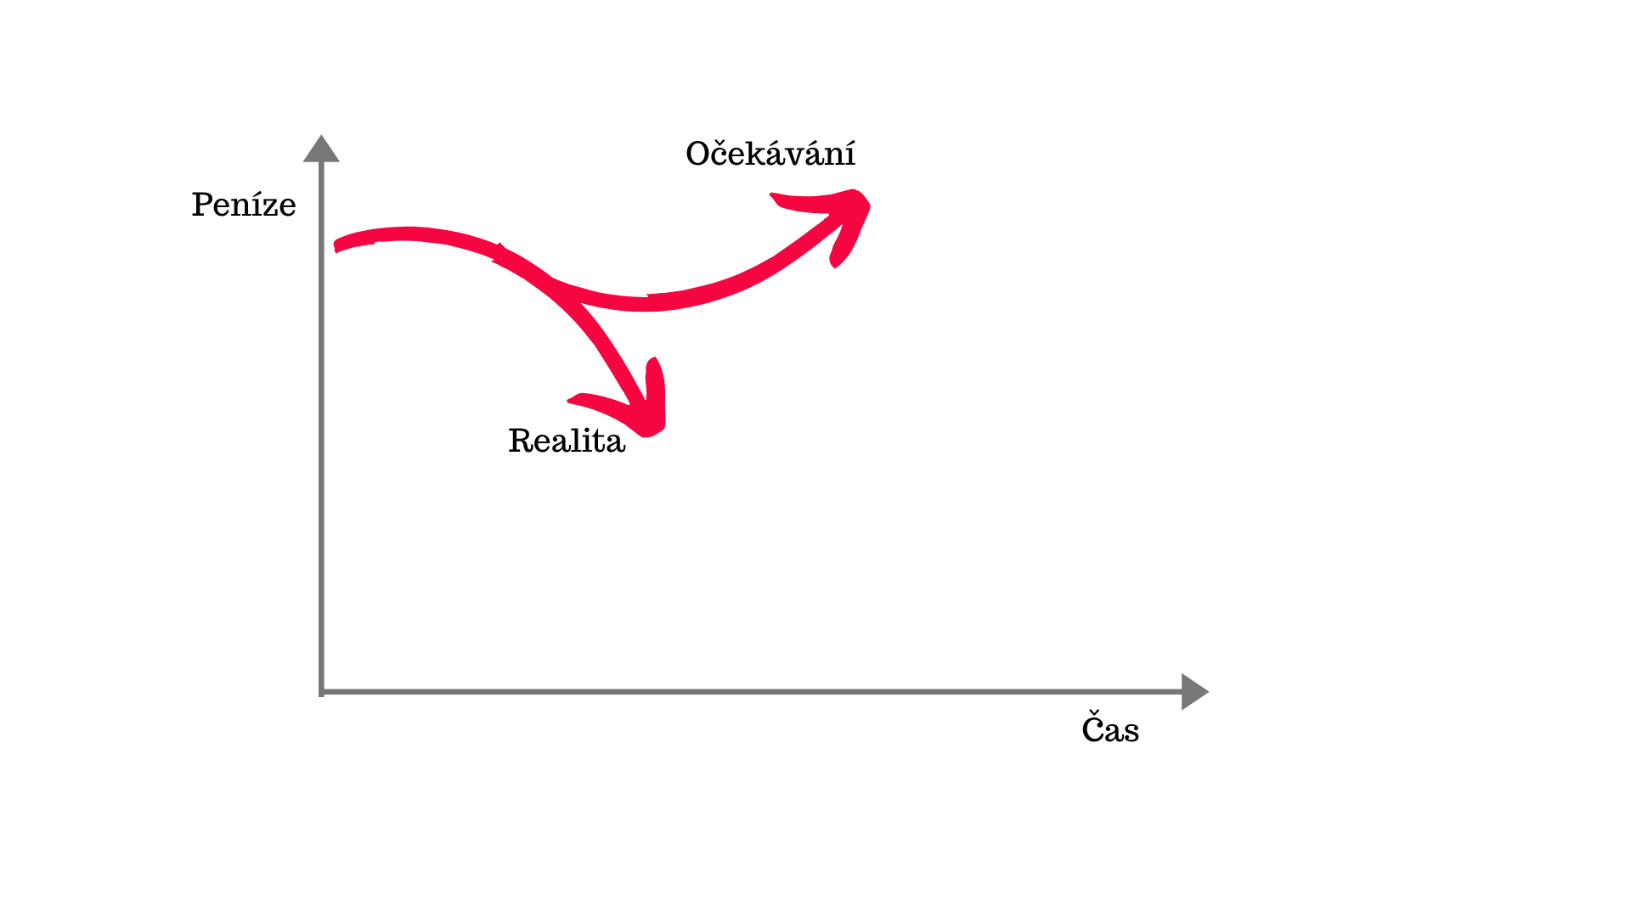 Očekávání
Peníze
Realita
Čas